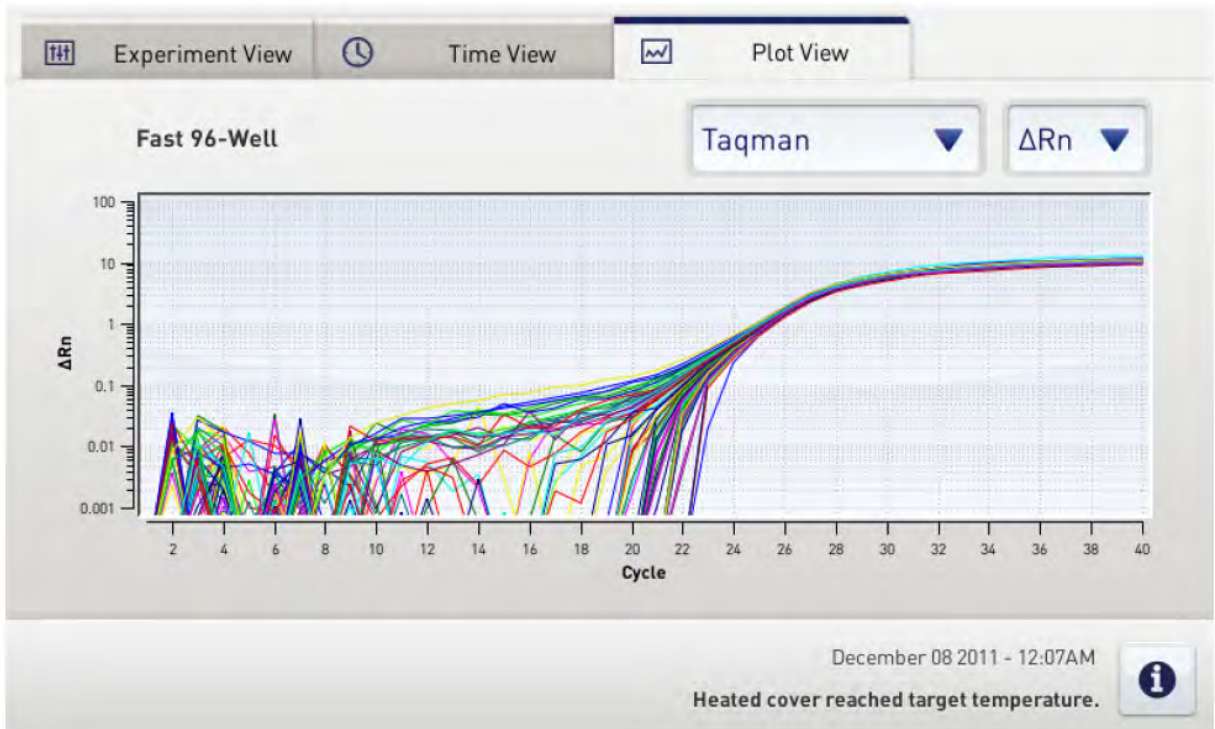 Experiment View
Time View
Plot View
Fast 96-Well
Taqman
ΔRn
100
10
1
0.1
0.01
0.001
ΔRn
2 4 6 8 10 12 14 16 18 20 22 24 26 28 30 32 34 36 38 40
Cycle
December 08 2011 - 12:07AM
Heated cover reached target temperature.